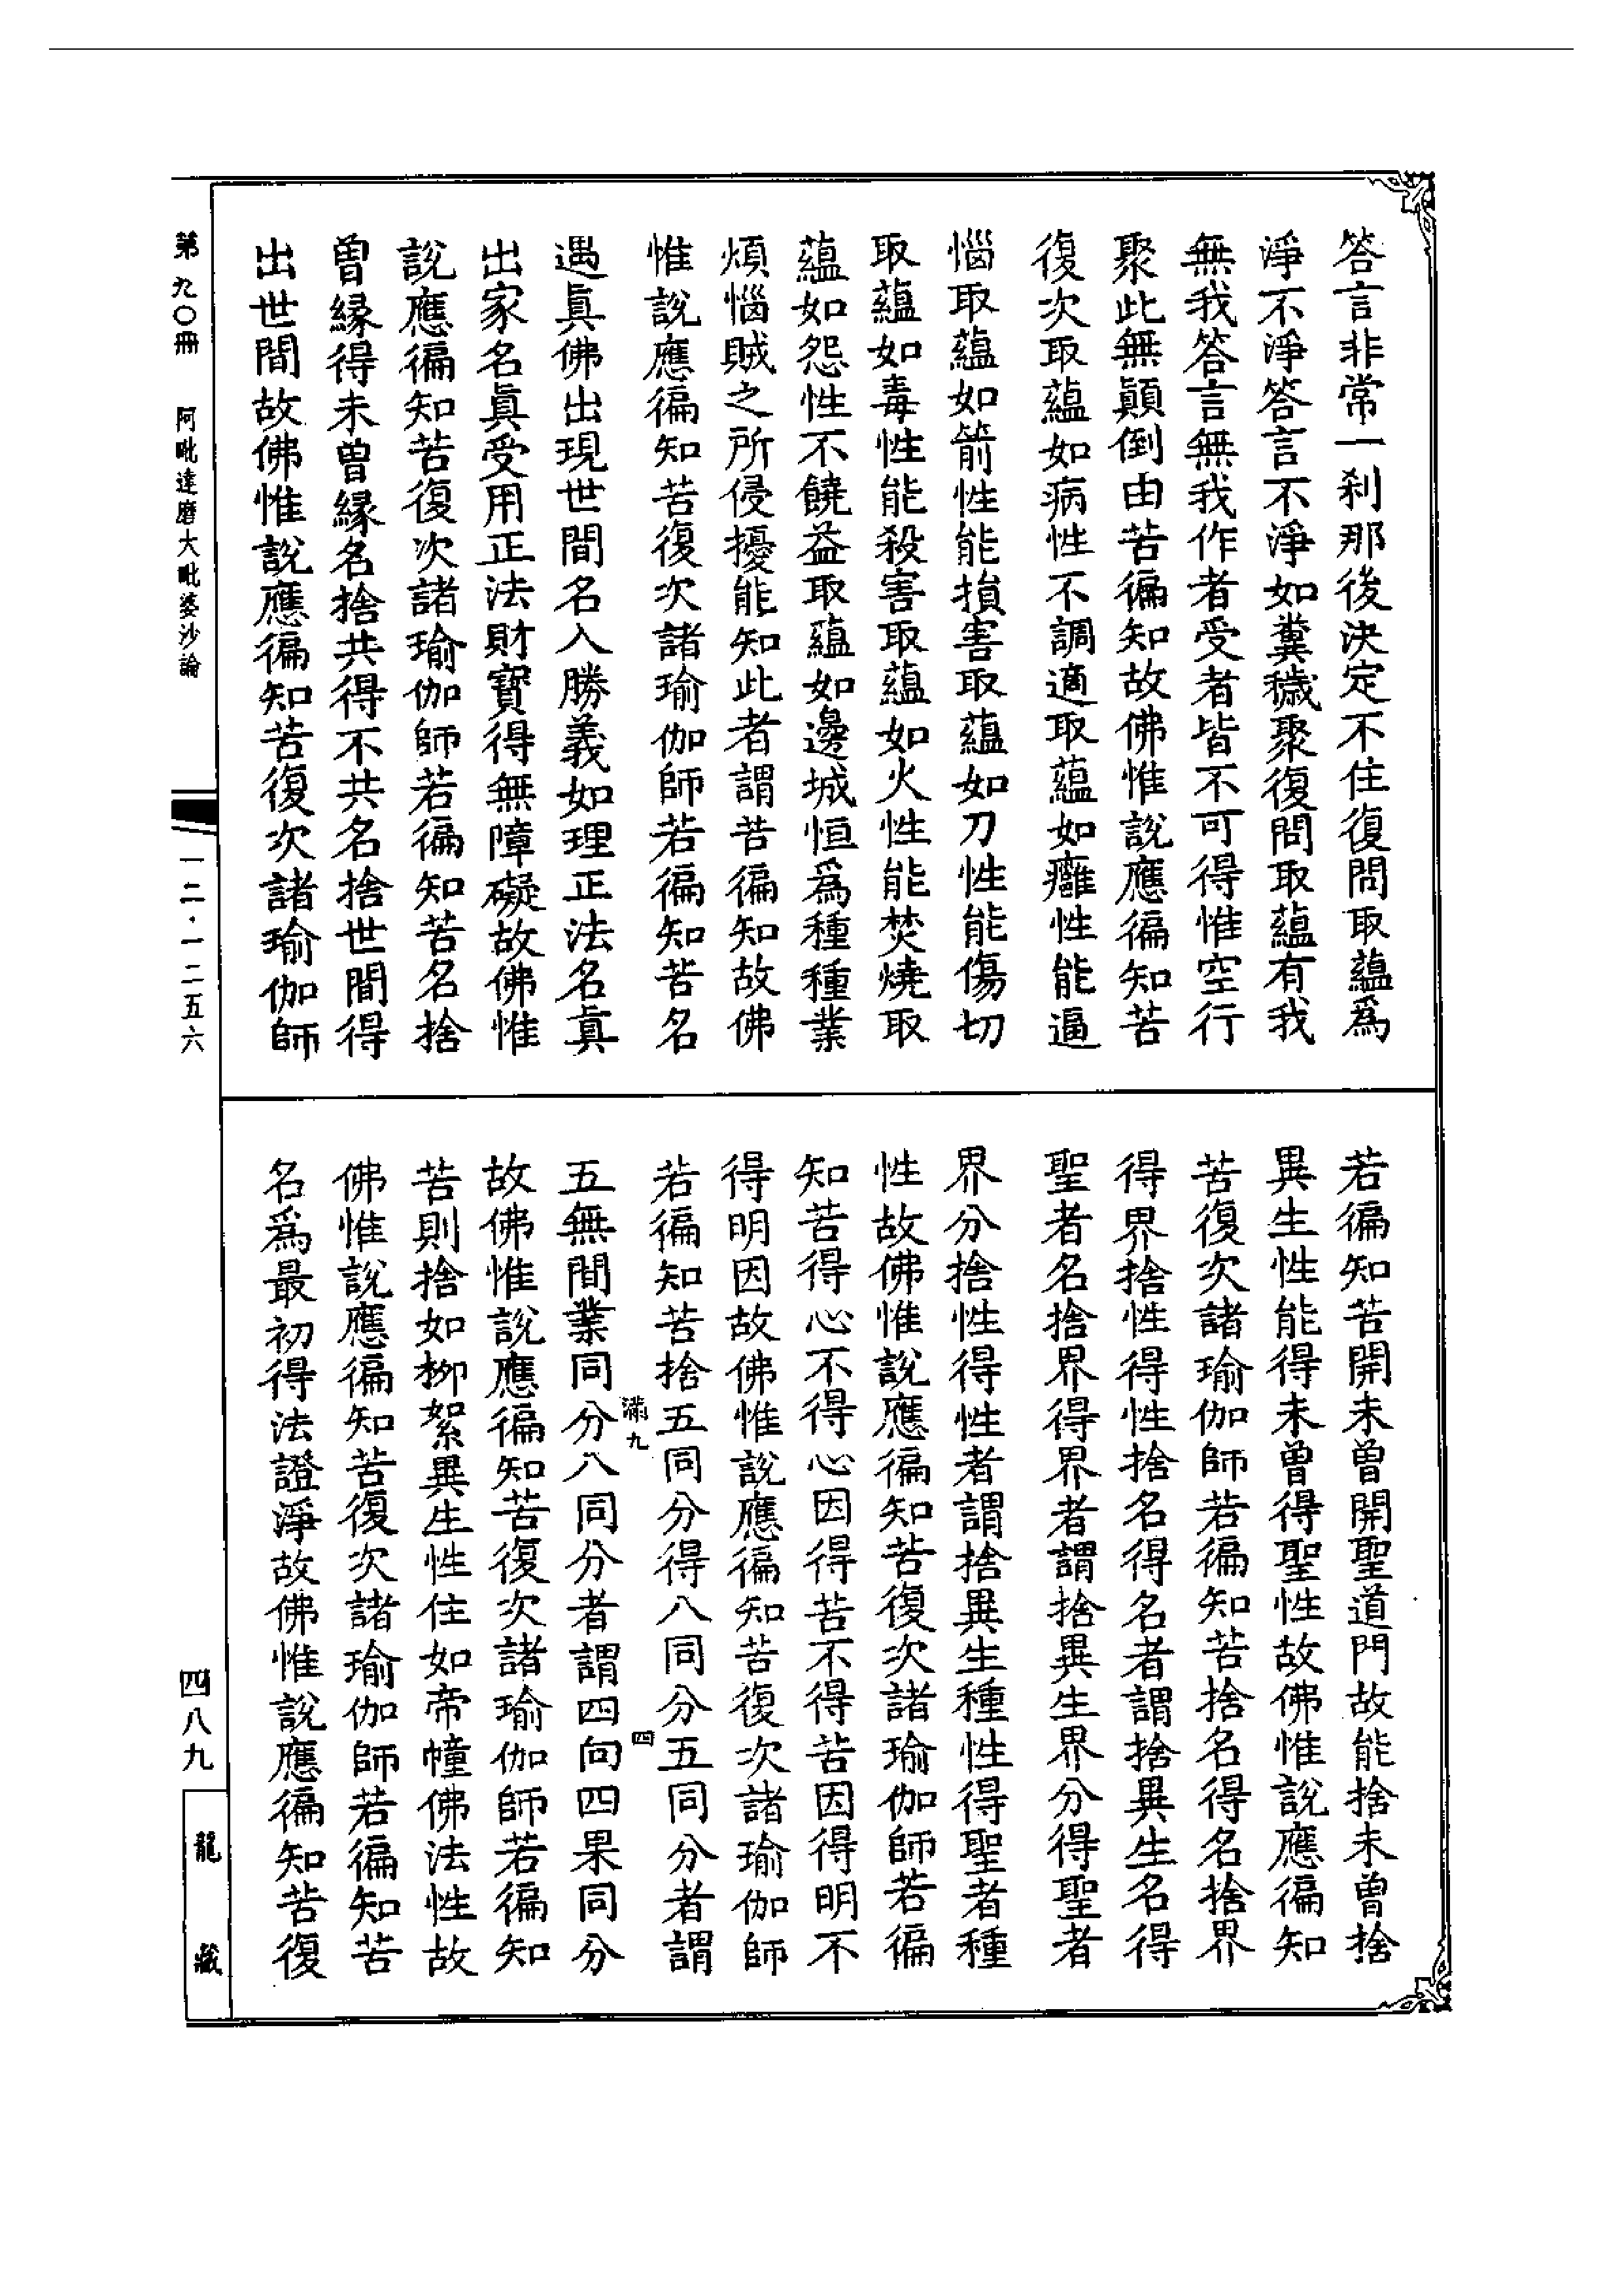 答言非常一刹那後決定不住復問取蘊爲
淨不淨答言不淨如糞穢聚復問取蘊有我
無我答言無我作者受者皆不可得惟空行
聚此無顚倒由苦徧知故佛惟說應徧知苦
復次取蘊如病性不調適取蘊如癰性能逼
惱取蘊如箭性能損害取蘊如刀性能傷切
取蘊如毒性能殺害取蘊如火性能焚燒取
蘊如怨性不饒益取蘊如邊城恒爲種種業
煩惱賊之所侵擾能知此者謂苦徧知故佛
惟說應徧知苦復次諸瑜伽師若徧知苦名
遇眞佛出現世間名入勝義如理正法名眞
出家名眞受用正法財寶得無障礙故佛惟
說應徧知苦復次諸瑜伽師若徧知苦名捨
曾緣得未曾緣名捨共得不共名捨世間得
出世間故佛惟說應徧知苦復次諸瑜伽師
若徧知苦開未曾開聖道門故能捨未曾捨
異生性能得未曾得聖性故佛惟說應徧知
苦復次諸瑜伽師若徧知苦捨名得名捨界
得界捨性得性捨名得名者謂捨異生名得
聖者名捨界得界者謂捨異生界分得聖者
界分捨性得性者謂捨異生種性得聖者種
性故佛惟說應徧知苦復次諸瑜伽師若徧
知苦得心不得心因得苦不得苦因得明不
得明因故佛惟說應徧知苦復次諸瑜伽師
若徧知苦捨五同分得八同分五同分者謂
滿九 四
五無間業同分八同分者謂四向四果同分
故佛惟說應徧知苦復次諸瑜伽師若徧知
苦則捨如柳絮異生性住如帝幢佛法性故
佛惟說應徧知苦復次諸瑜伽師若徧知苦
名爲最初得法證淨故佛惟說應徧知苦復
第九〇冊 阿毗達磨大毗婆沙論
一二·一二五六
四八九
龍藏